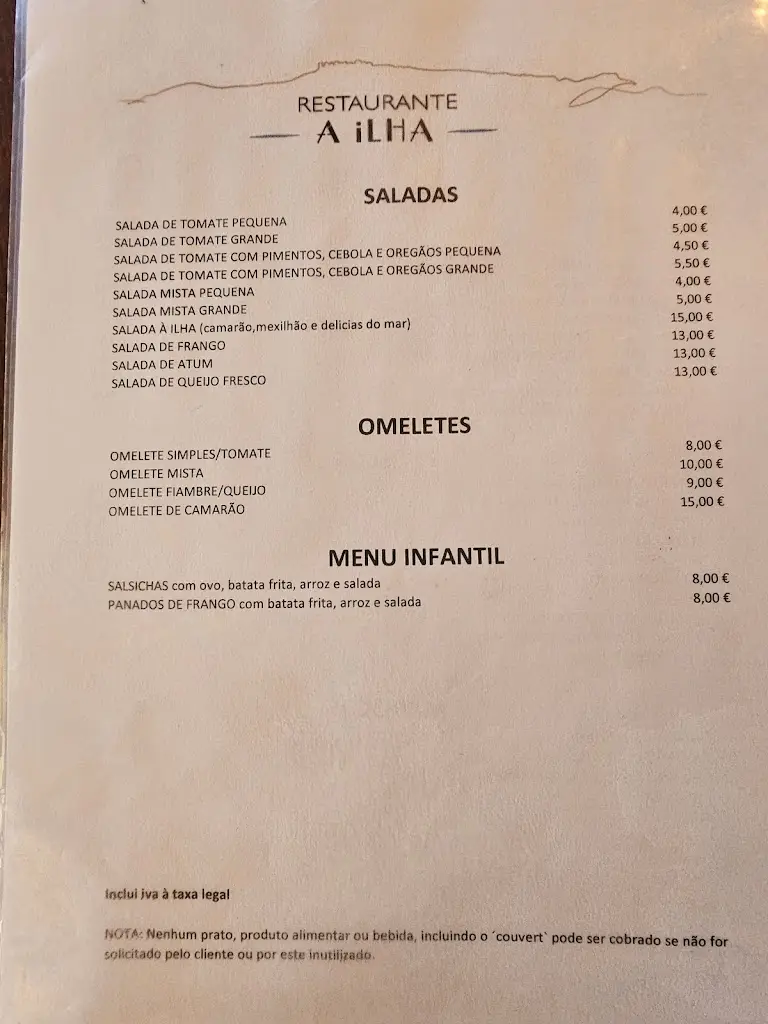 RESTAURANTE
A iLHA
SALADAS
SALADA DE TOMATE PEQUENA 4,00 €
SALADA DE TOMATE GRANDE 5,00 €
SALADA DE TOMATE COM PIMENTOS, CEBOLA E OREGÃOS PEQUENA 4,50 €
SALADA DE TOMATE COM PIMENTOS, CEBOLA E OREGÃOS GRANDE 5,50 €
SALADA MISTA PEQUENA 4,00 €
SALADA MISTA GRANDE 5,00 €
SALADA À ILHA (camarão,mexilhão e delicias do mar) 15,00 €
SALADA DE FRANGO 13,00 €
SALADA DE ATUM 13,00 €
SALADA DE QUEIJO FRESCO 13,00 €
OMELETES
OMELETE SIMPLES/TOMATE 8,00 €
OMELETE MISTA 10,00 €
OMELETE FIAMBRE/QUEIJO 9,00 €
OMELETE DE CAMARÃO 15,00 €
MENU INFANTIL
SALSICHAS com ovo, batata frita, arroz e salada 8,00 €
PANADOS DE FRANGO com batata frita, arroz e salada 8,00 €
Inclui iva à taxa legal
NOTA: Nenhum prato, produto alimentar ou bebida, incluindo o ´couvert` pode ser cobrado se não for
solicitado pelo cliente ou por este inutilizado.